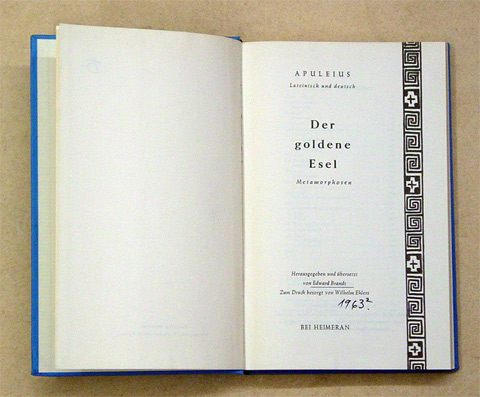 APULEIUS
Lateinisch und deutsch
Der
goldene
Esel
Metamorphosen
Herausgegeben und übersetzt
von Edward Brandt
Zum Druck besorgt von Wilhelm Ehlers
1963²
BEI HEIMERAN